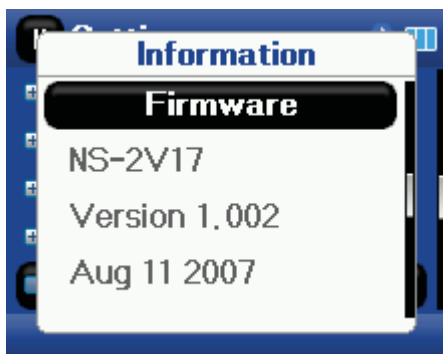 Information
Firmware
NS-2V17
Version 1.002
Aug 11 2007